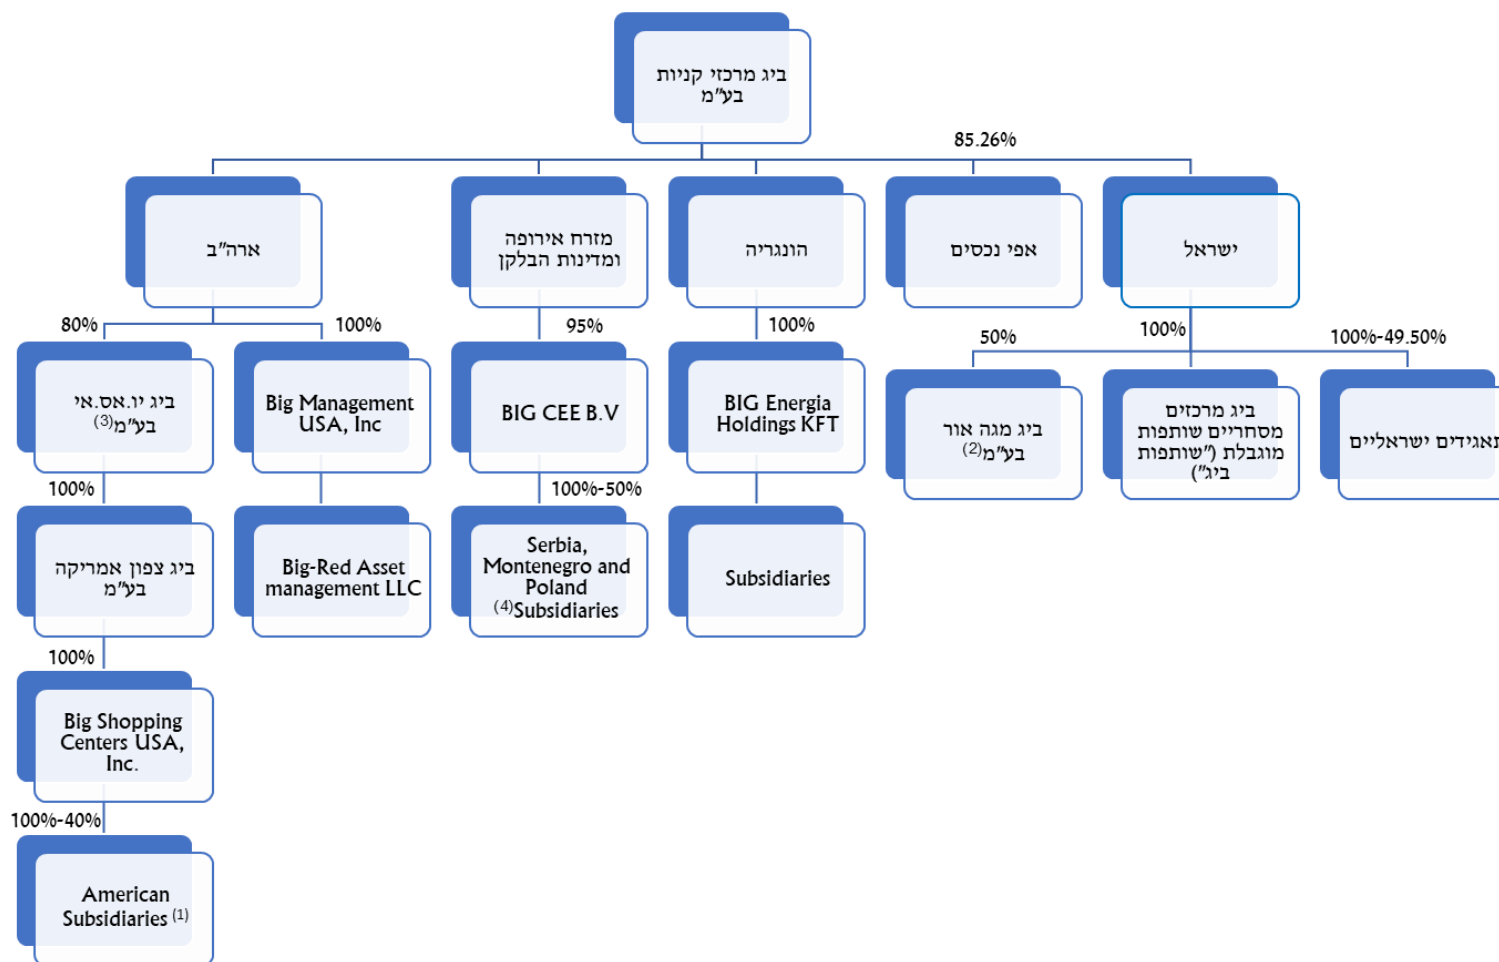 ביג מרכזי קניות
בע"מ
85.26%
ארה"ב
מזרח אירופה
ומדינות הבלקן
הונגריה
אפי נכסים
ישראל
80%
100%
95%
100%
50%
100%
100%-49.50%
ביג יו.אס.אי
בע"מ(3)
Big Management
USA, Inc
BIG CEE B.V
BIG Energia
Holdings KFT
ביג מגה אור
בע"מ(2)
ביג מרכזים
מסחריים שותפות
מוגבלת ("שותפות
ביג")
תאגידים ישראליים
100%
100%-50%
ביג צפון אמריקה
בע"מ
Big-Red Asset
management LLC
Serbia,
Montenegro and
Poland
(4)Subsidiaries
Subsidiaries
100%
Big Shopping
Centers USA,
Inc.
100%-40%
American
Subsidiaries (1)